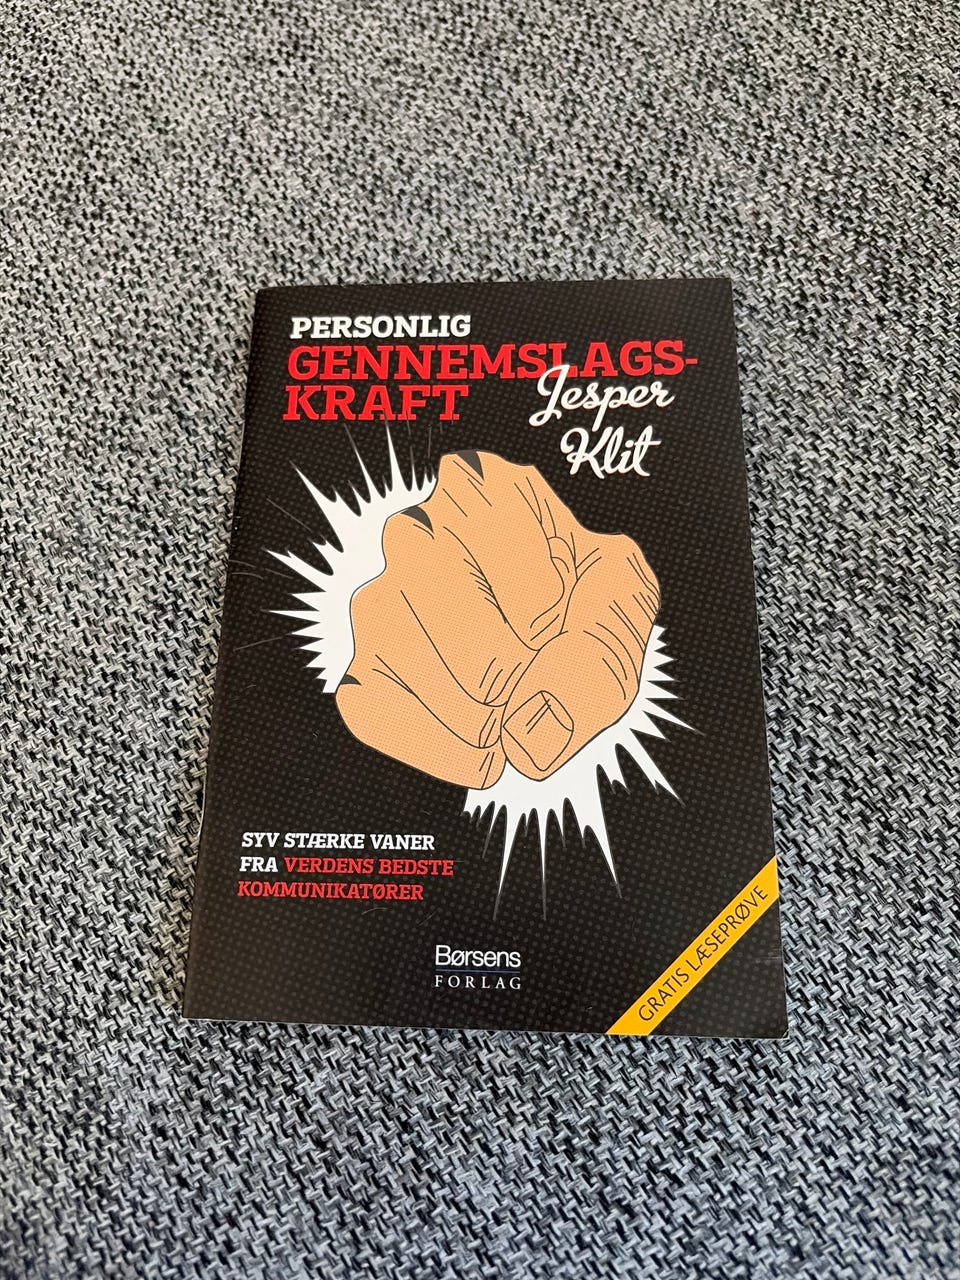 PERSONLIG
GENNEMSLAGS-
KRAFT
Jesper
Klit
SYV STÆRKE VANER
FRA VERDENS BEDSTE
KOMMUNIKATØRER
Børsens
FORLAG
GRATIS LÆSEPRØVE